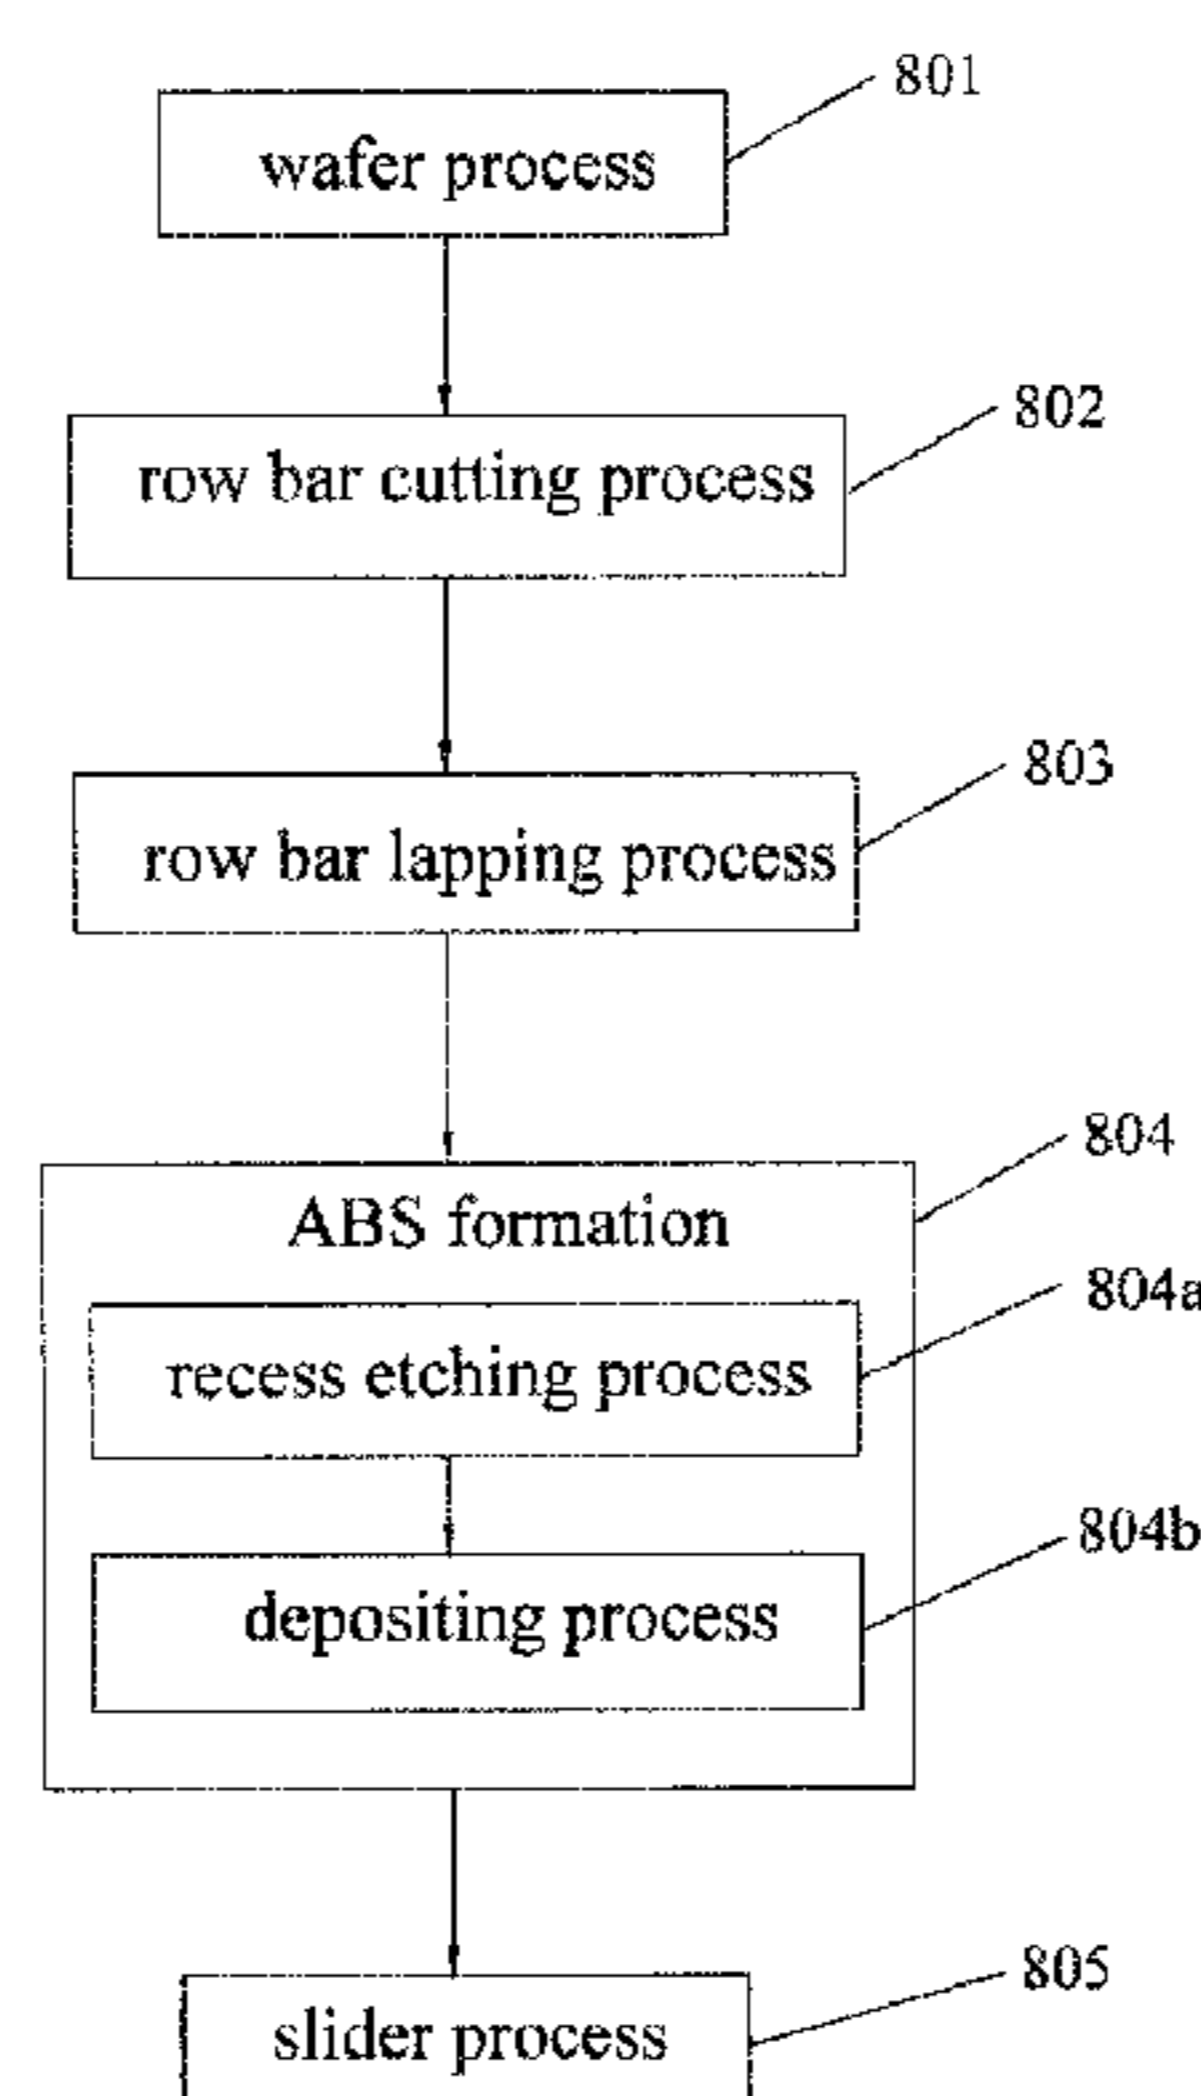 801
wafer process
802
row bar cutting process
803
row bar lapping process
804
ABS formation
804a
recess etching process
804b
depositing process
805
slider process